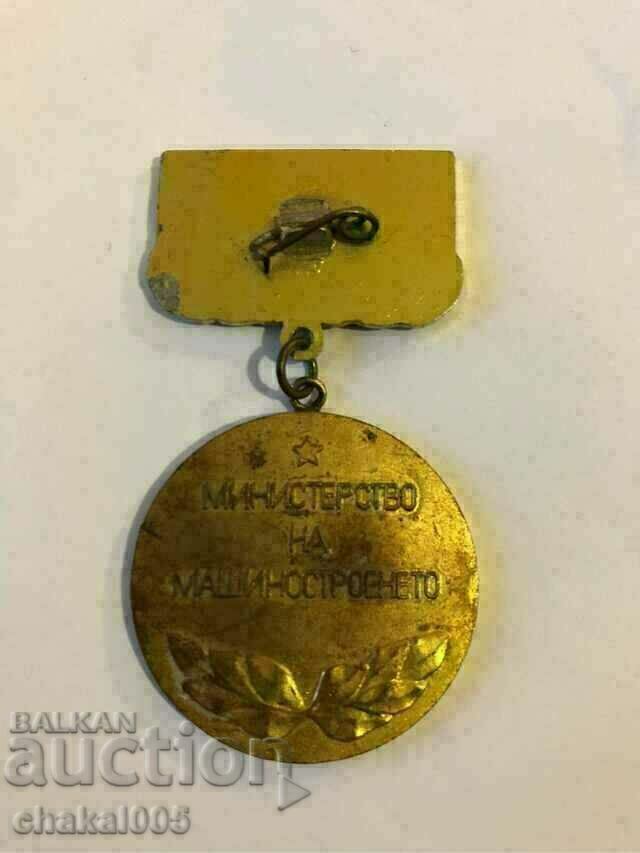 МИНИСТЕРСТВО
НА
МАШИНОСТРОЕНЕТО
BALKAN
auction
chakal005